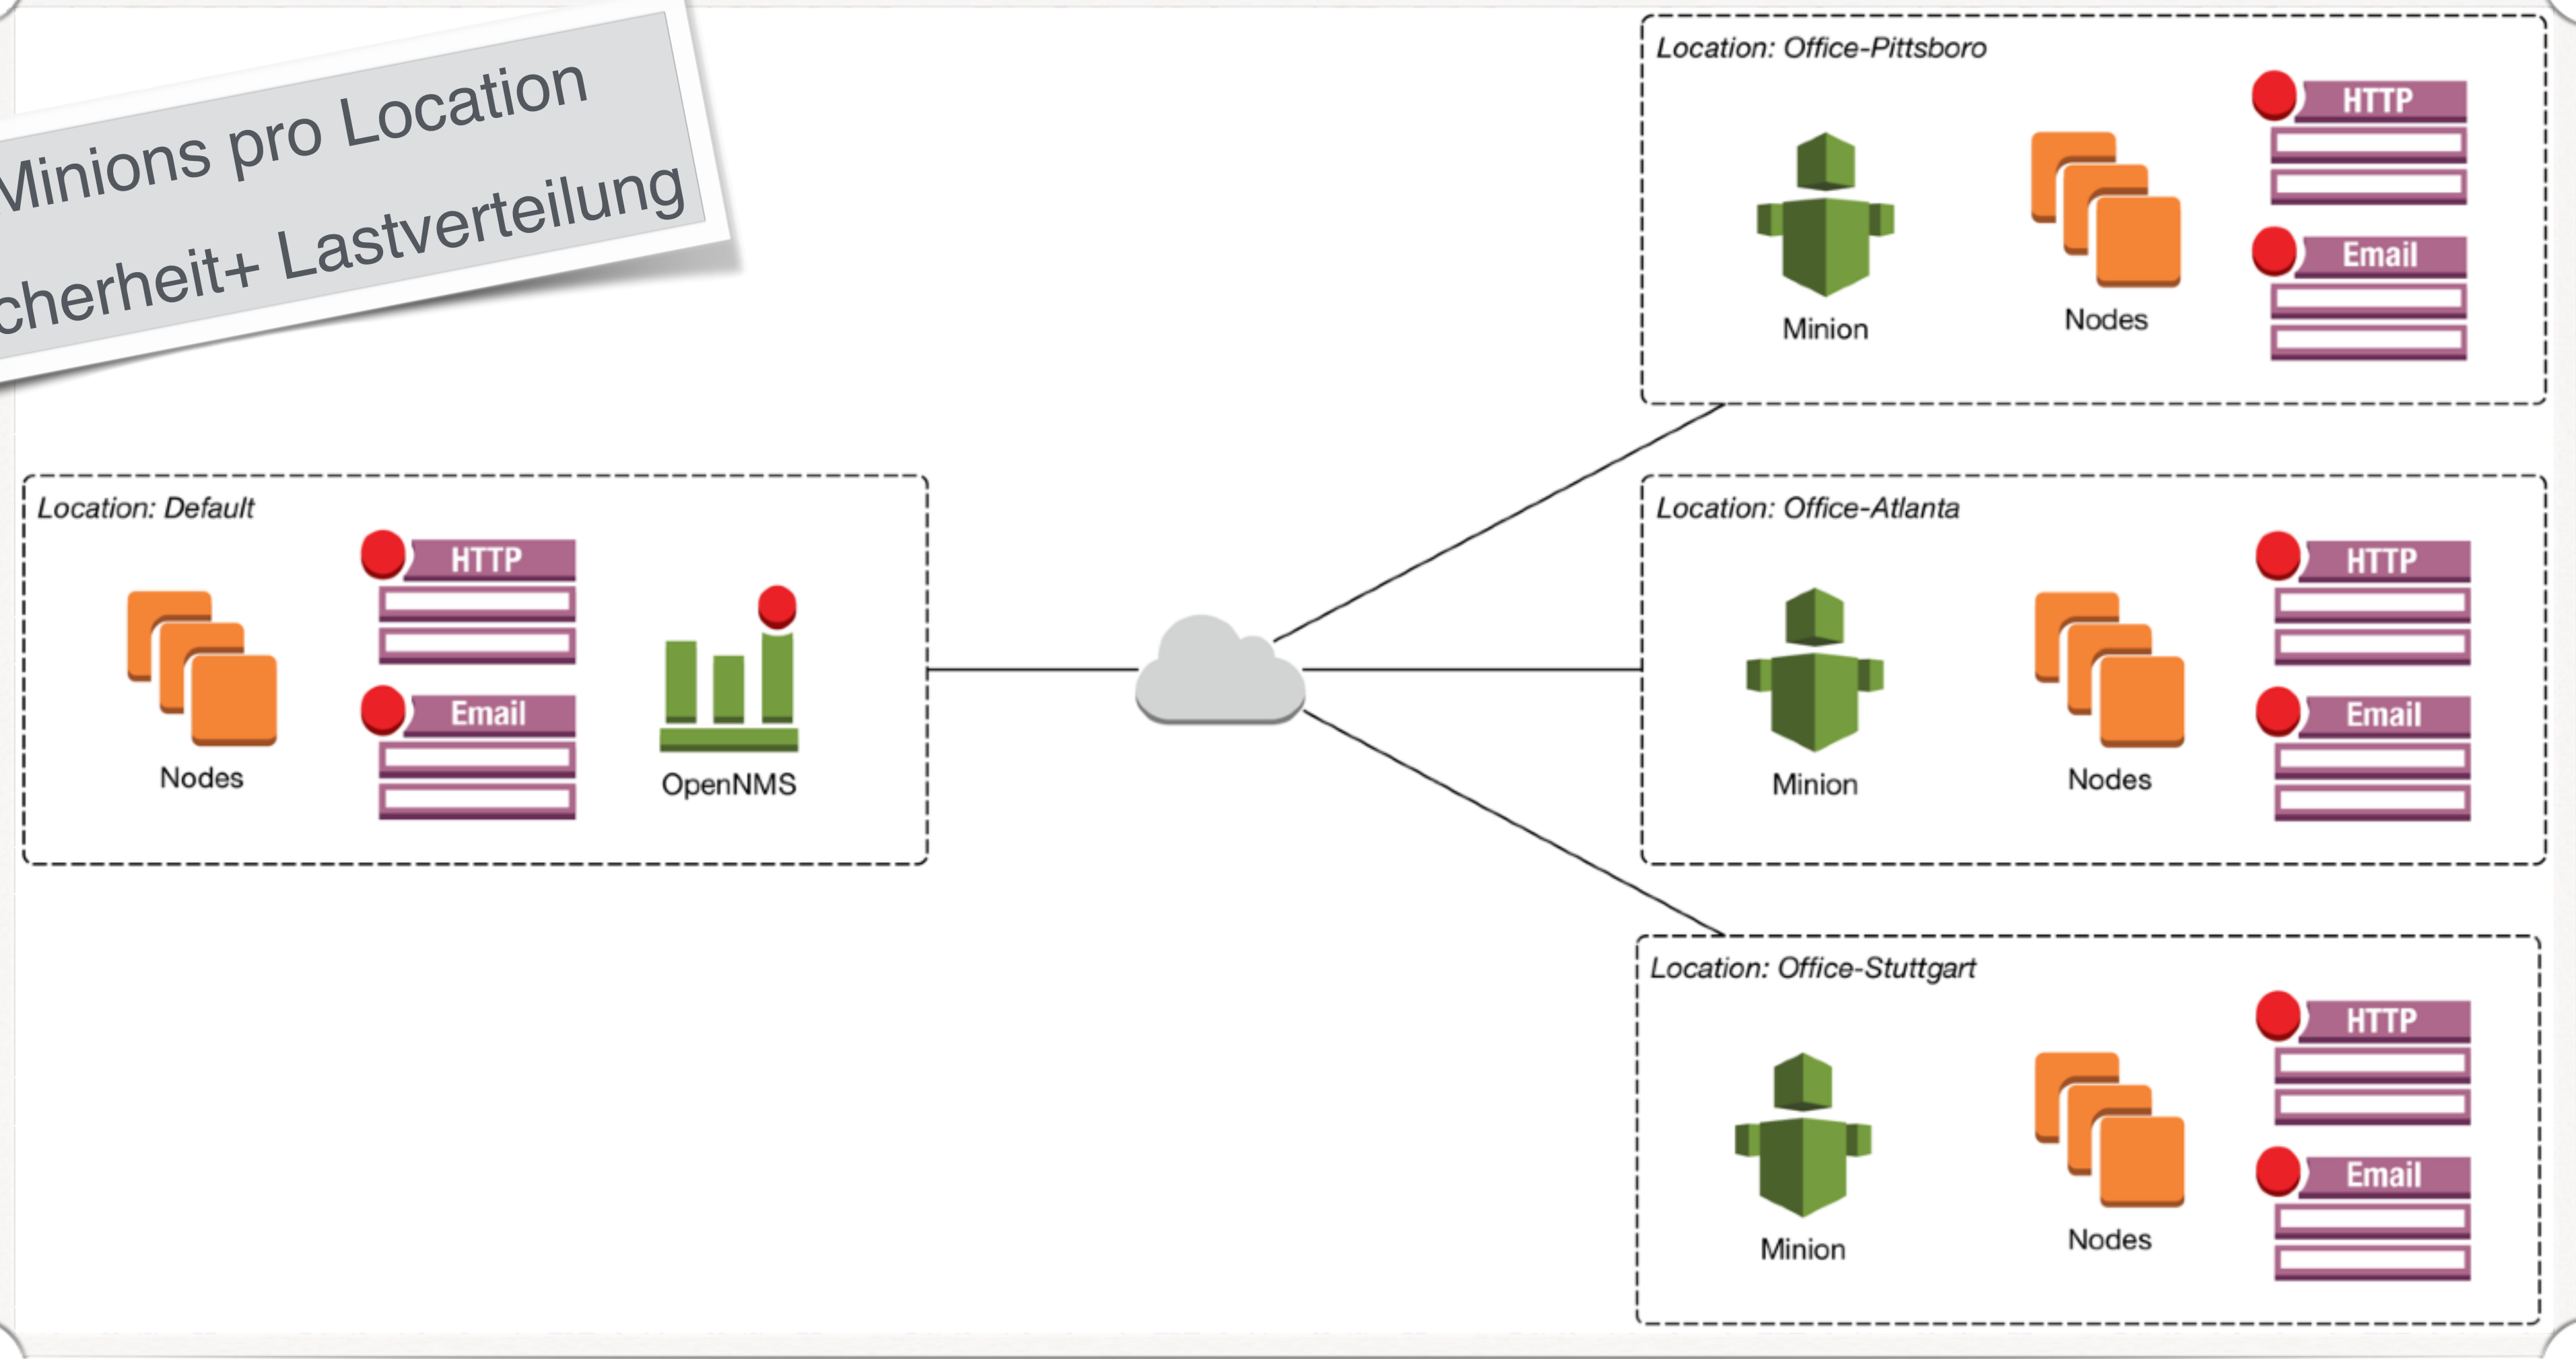 Minions pro Location
cherheit+ Lastverteilung
Location: Office-Pittsboro
HTTP
Email
Minion
Nodes
Location: Default
HTTP
Email
Nodes
OpenNMS
Location: Office-Atlanta
HTTP
Email
Minion
Nodes
Location: Office-Stuttgart
HTTP
Email
Minion
Nodes